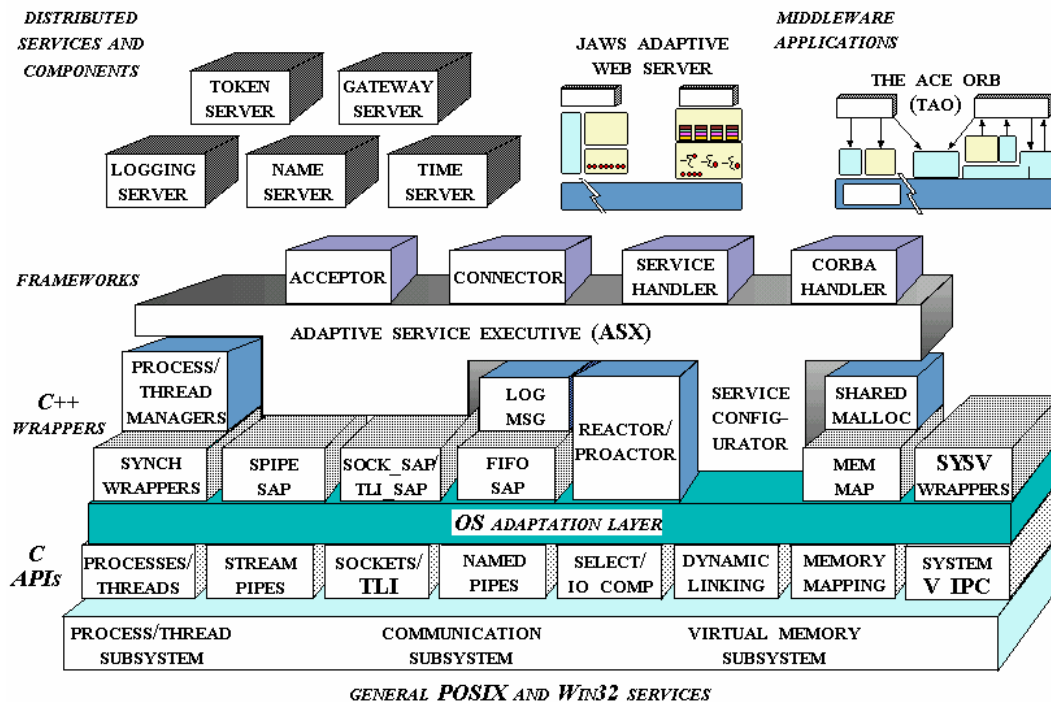 DISTRIBUTED
SERVICES AND
COMPONENTS
TOKEN
SERVER
GATEWAY
SERVER
LOGGING
SERVER
NAME
SERVER
TIME
SERVER
JAWS ADAPTIVE
WEB SERVER
MIDDLEWARE
APPLICATIONS
THE ACE ORB
(TAO)
FRAMEWORKS
ACCEPTOR
CONNECTOR
SERVICE
HANDLER
CORBA
HANDLER
ADAPTIVE SERVICE EXECUTIVE (ASX)
C++
WRAPPERS
PROCESS/
THREAD
MANAGERS
LOG
MSG
REACTOR/
PROACTOR
SERVICE
CONFIG-
URATOR
SHARED
MALLOC
SYNCH
WRAPPERS
SPIPE
SAP
SOCK_SAP/
TLI_SAP
FIFO
SAP
MEM
MAP
SYSV
WRAPPERS
OS ADAPTATION LAYER
C
APIs
PROCESSES/
THREADS
STREAM
PIPES
SOCKETS/
TLI
NAMED
PIPES
SELECT/
IO COMP
DYNAMIC
LINKING
MEMORY
MAPPING
SYSTEM
V IPC
PROCESS/THREAD
SUBSYSTEM
COMMUNICATION
SUBSYSTEM
VIRTUAL MEMORY
SUBSYSTEM
GENERAL POSIX AND WIN32 SERVICES